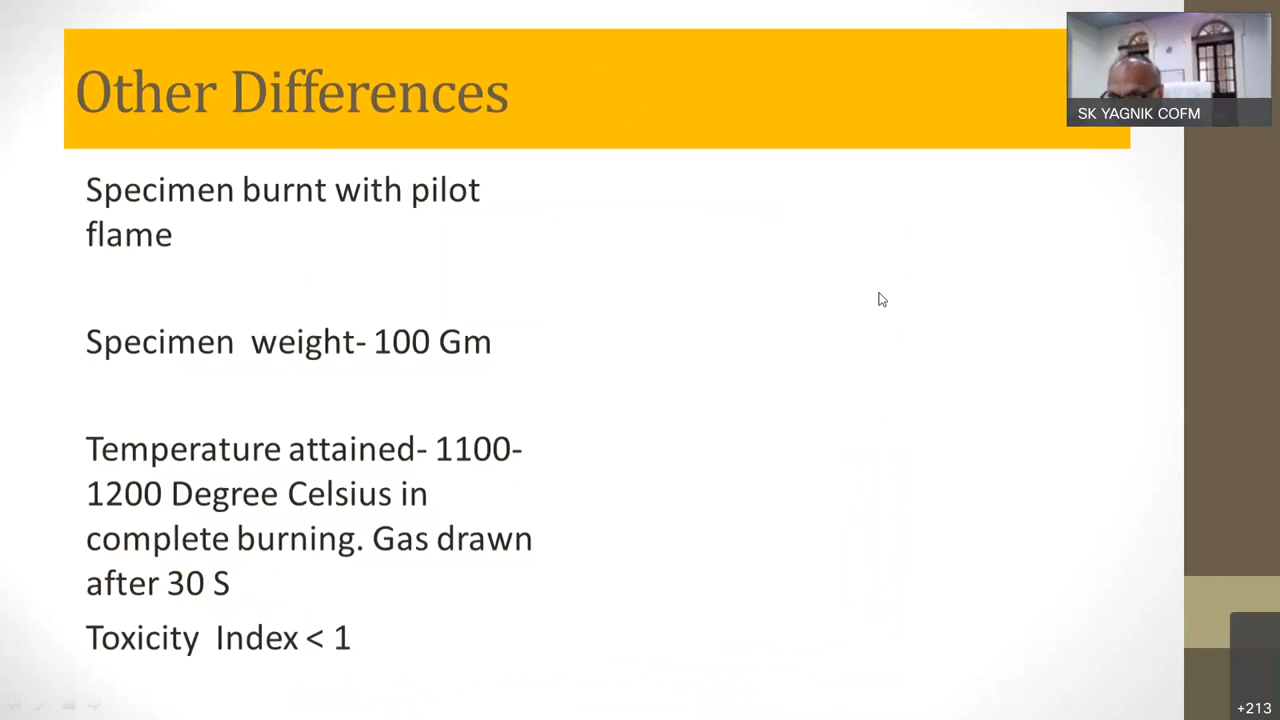 Other Differences
SK YAGNIK COFM
Specimen burnt with pilot
flame
Specimen weight- 100 Gm
Temperature attained- 1100-
1200 Degree Celsius in
complete burning. Gas drawn
after 30 S
Toxicity Index < 1
+213